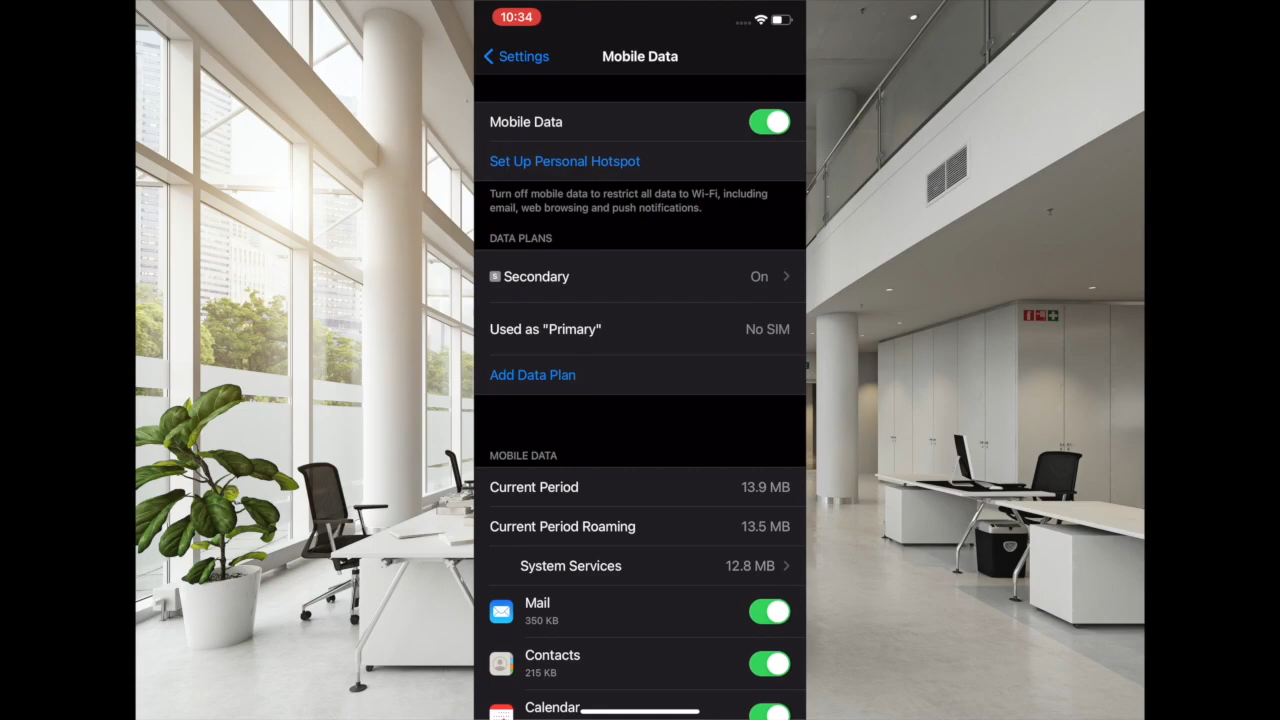 10:34
Settings
Mobile Data
Mobile Data
Set Up Personal Hotspot
Turn off mobile data to restrict all data to Wi-Fi, including
email, web browsing and push notifications.
DATA PLANS
S Secondary On
Used as "Primary" No SIM
Add Data Plan
MOBILE DATA
Current Period 13.9 MB
Current Period Roaming 13.5 MB
System Services 12.8 MB
Mail
350 KB
Contacts
215 KB
Calendar